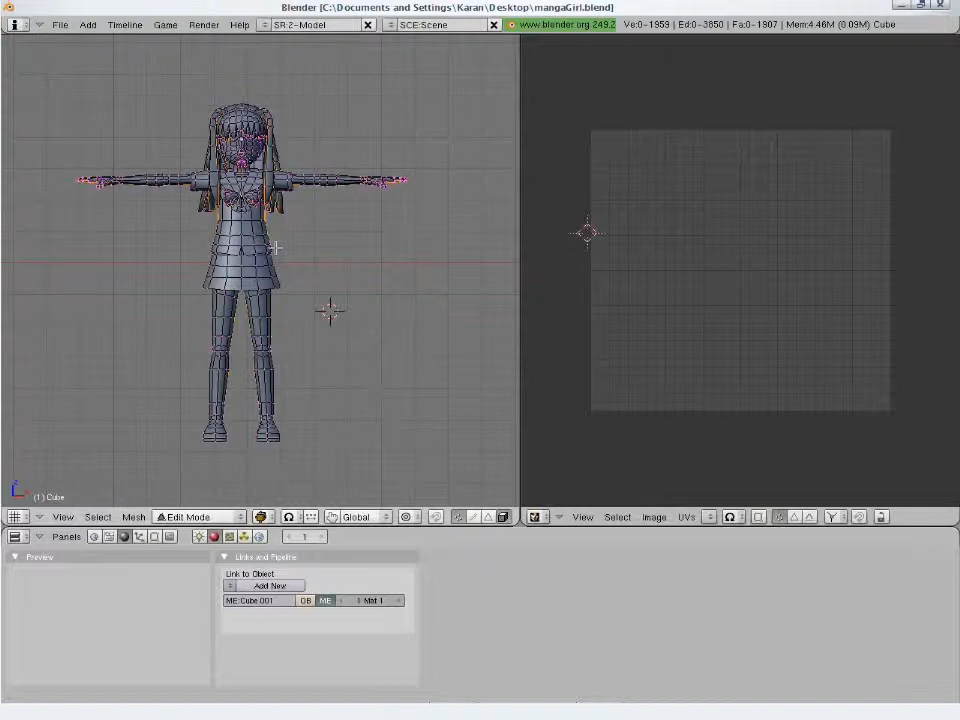 Blender [C:\Documents and Settings\Karan\Desktop\mangaGirl.blend]
File Add Timeline Game Render Help SR:2-Model SCE:Scene www.blender.org 249.2 Ve:0-1959 | Ed:0-3850 | Fa:0-1907 | Mem:4.46M (0.09M) Cube
z
(1) Cube
View Select Mesh Edit Mode Global
View Select Image UVs
Panels 1
Preview
Links and Pipeline
Link to Object
Add New
ME:Cube.001 OB ME 1 Mat 1